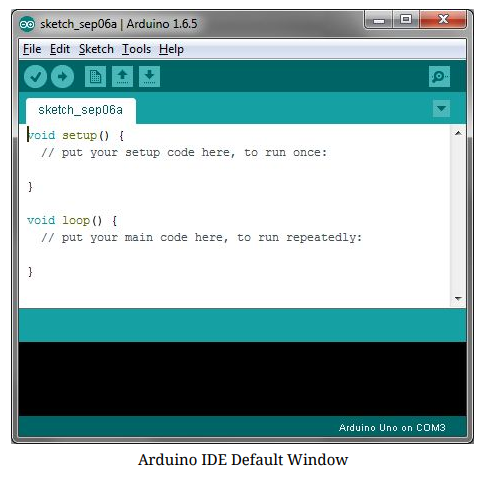 sketch_sep06a | Arduino 1.6.5
File Edit Sketch Tools Help
sketch_sep06a
void setup() {
  // put your setup code here, to run once:
}
void loop() {
  // put your main code here, to run repeatedly:
}
Arduino Uno on COM3
Arduino IDE Default Window